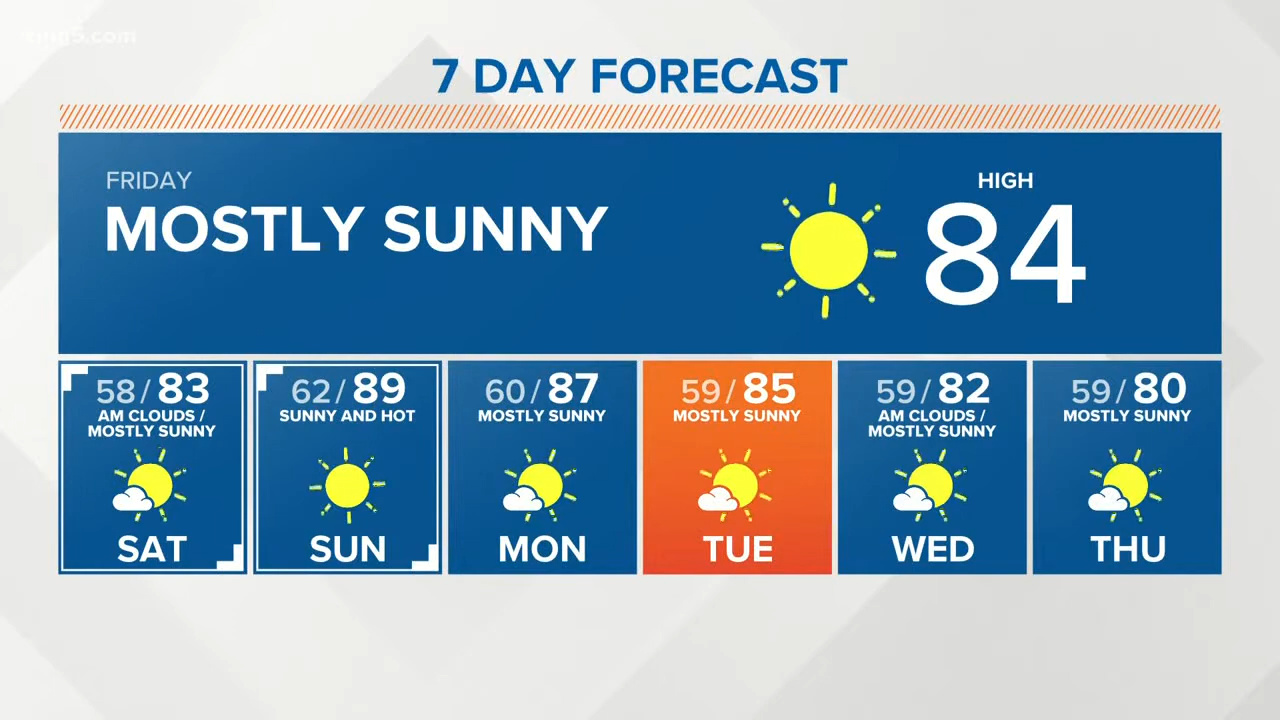 king5.com
7 DAY FORECAST
FRIDAY
MOSTLY SUNNY
HIGH
84
58 / 83
AM CLOUDS /
MOSTLY SUNNY
SAT
62 / 89
SUNNY AND HOT
SUN
60 / 87
MOSTLY SUNNY
MON
59 / 85
MOSTLY SUNNY
TUE
59 / 82
AM CLOUDS /
MOSTLY SUNNY
WED
59 / 80
MOSTLY SUNNY
THU